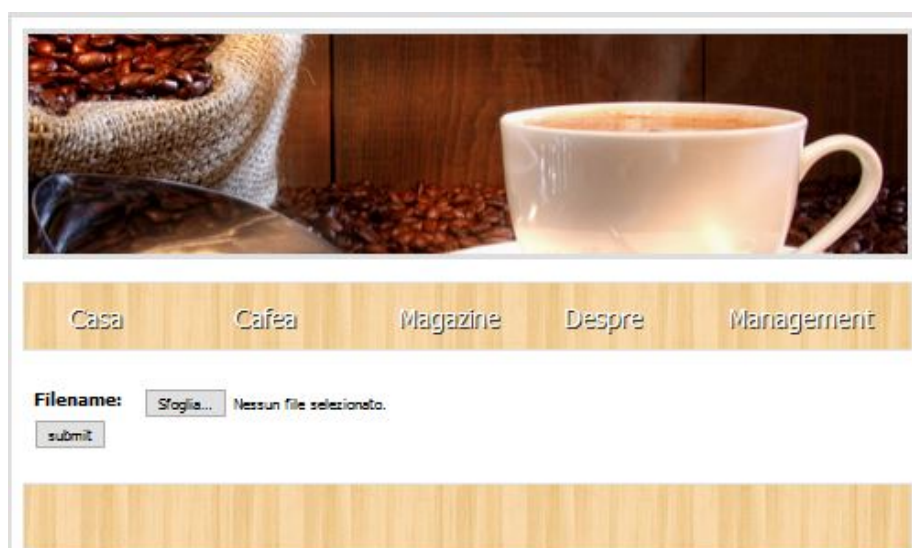 Casa Cafea Magazine Despre Management
Filename: Sfoglia... Nessun file selezionato.
submit